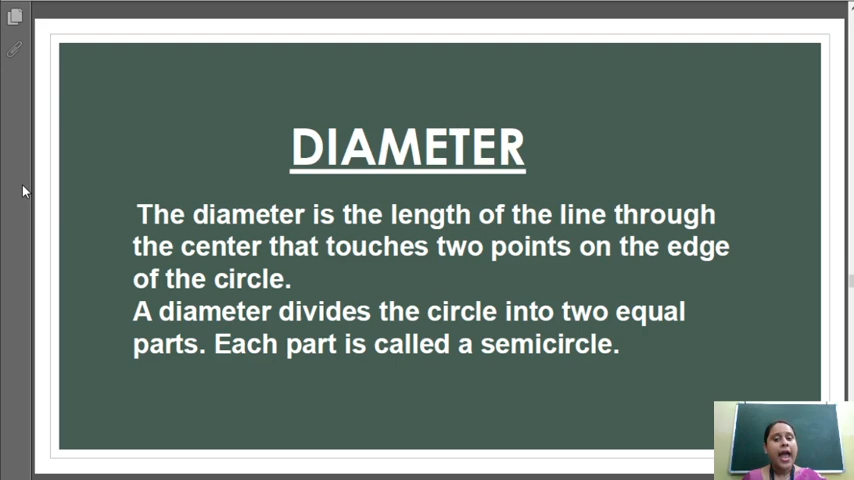 DIAMETER
The diameter is the length of the line through
the center that touches two points on the edge
of the circle.
A diameter divides the circle into two equal
parts. Each part is called a semicircle.